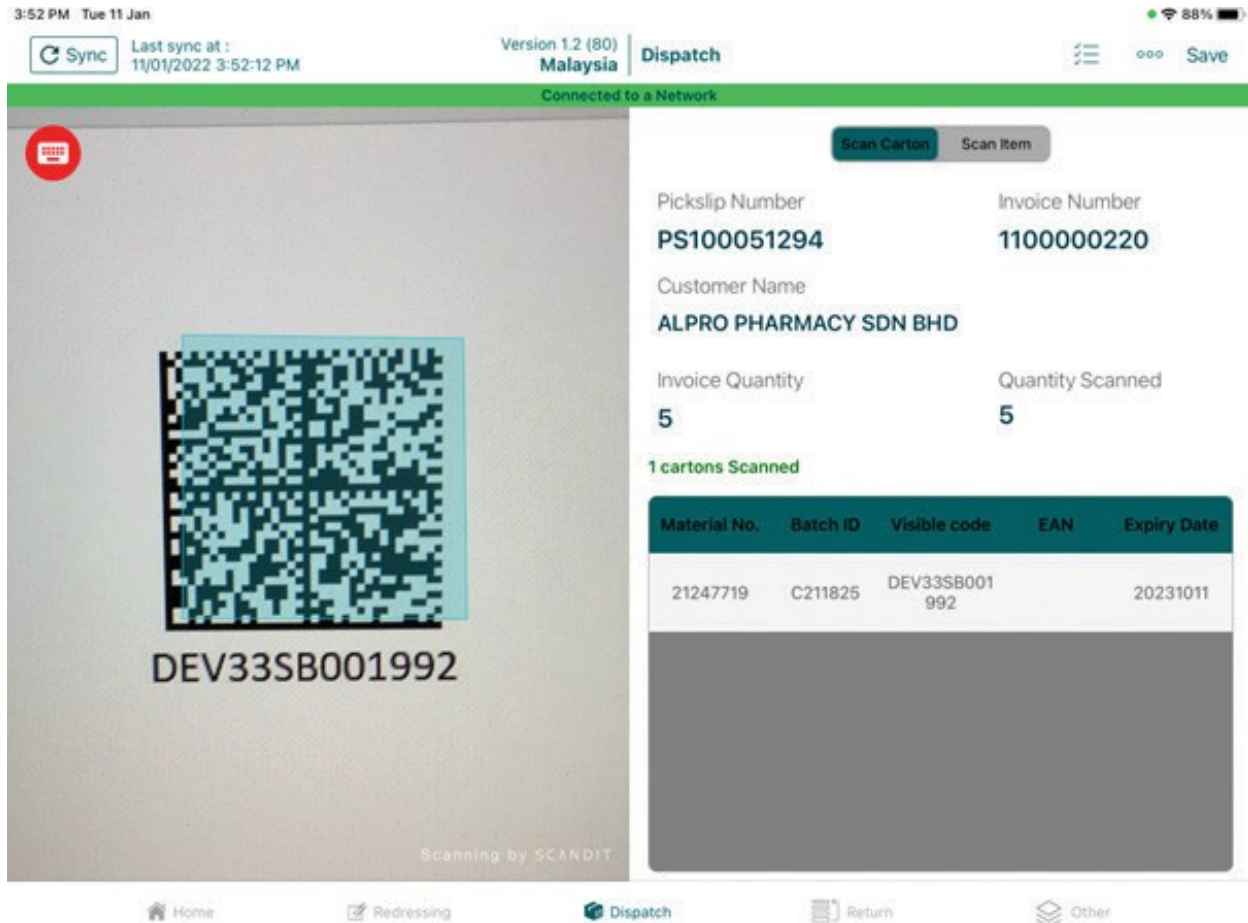 3:52 PM Tue 11 Jan
88%
Sync
Last sync at :
11/01/2022 3:52:12 PM
Version 1.2 (80)
Malaysia
Dispatch
Save
Connected to a Network
Scan Carton
Scan Item
Pickslip Number
Invoice Number
PS100051294
1100000220
Customer Name
ALPRO PHARMACY SDN BHD
Invoice Quantity
Quantity Scanned
5
5
1 cartons Scanned
Material No. Batch ID Visible code EAN Expiry Date
21247719 C211825 DEV33SB001 20231011
992
DEV33SB001992
Scanning by SCANDIT
Home Redressing Dispatch Return Other